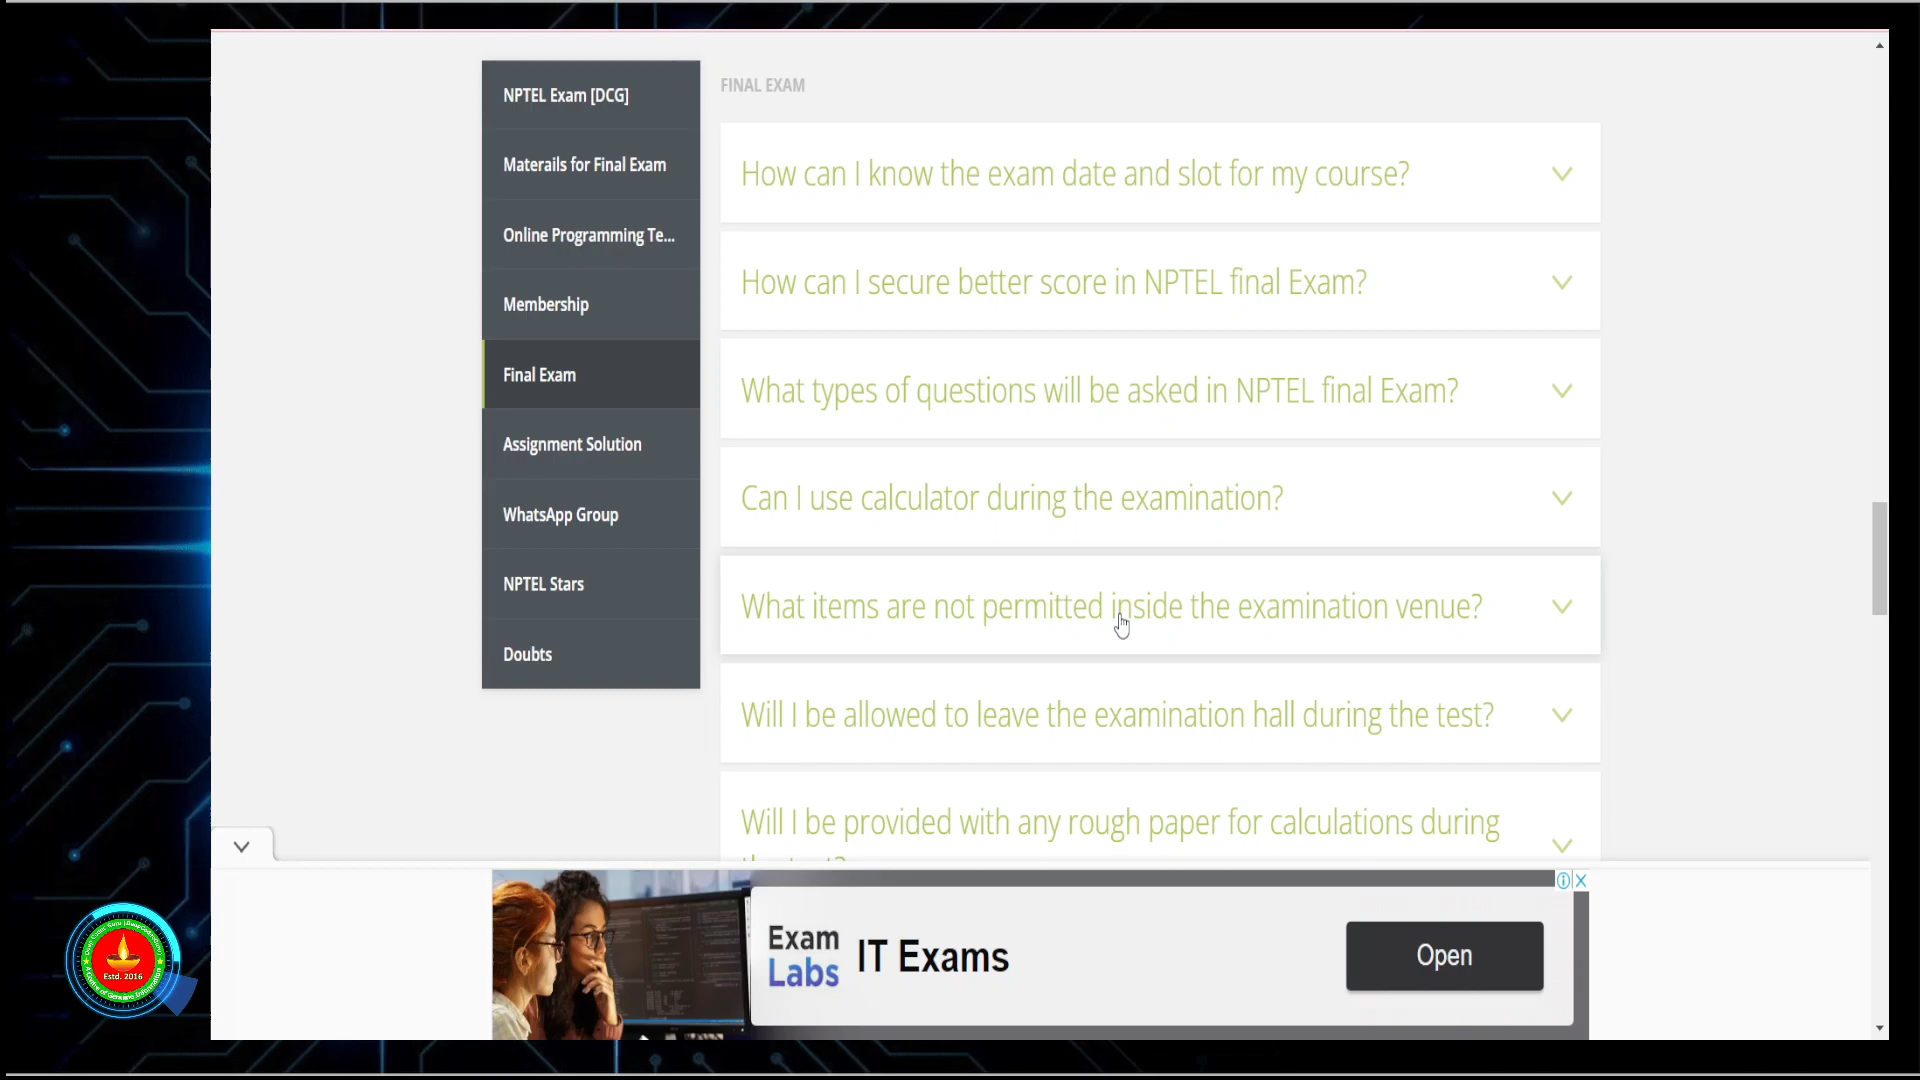 NPTEL Exam [DCG]
Materails for Final Exam
Online Programming Te...
Membership
Final Exam
Assignment Solution
WhatsApp Group
NPTEL Stars
Doubts
FINAL EXAM
How can I know the exam date and slot for my course?
How can I secure better score in NPTEL final Exam?
What types of questions will be asked in NPTEL final Exam?
Can I use calculator during the examination?
What items are not permitted inside the examination venue?
Will I be allowed to leave the examination hall during the test?
Will I be provided with any rough paper for calculations during
Exam
Labs
IT Exams
Open
Estd. 2016
A Centre of Genuine Information